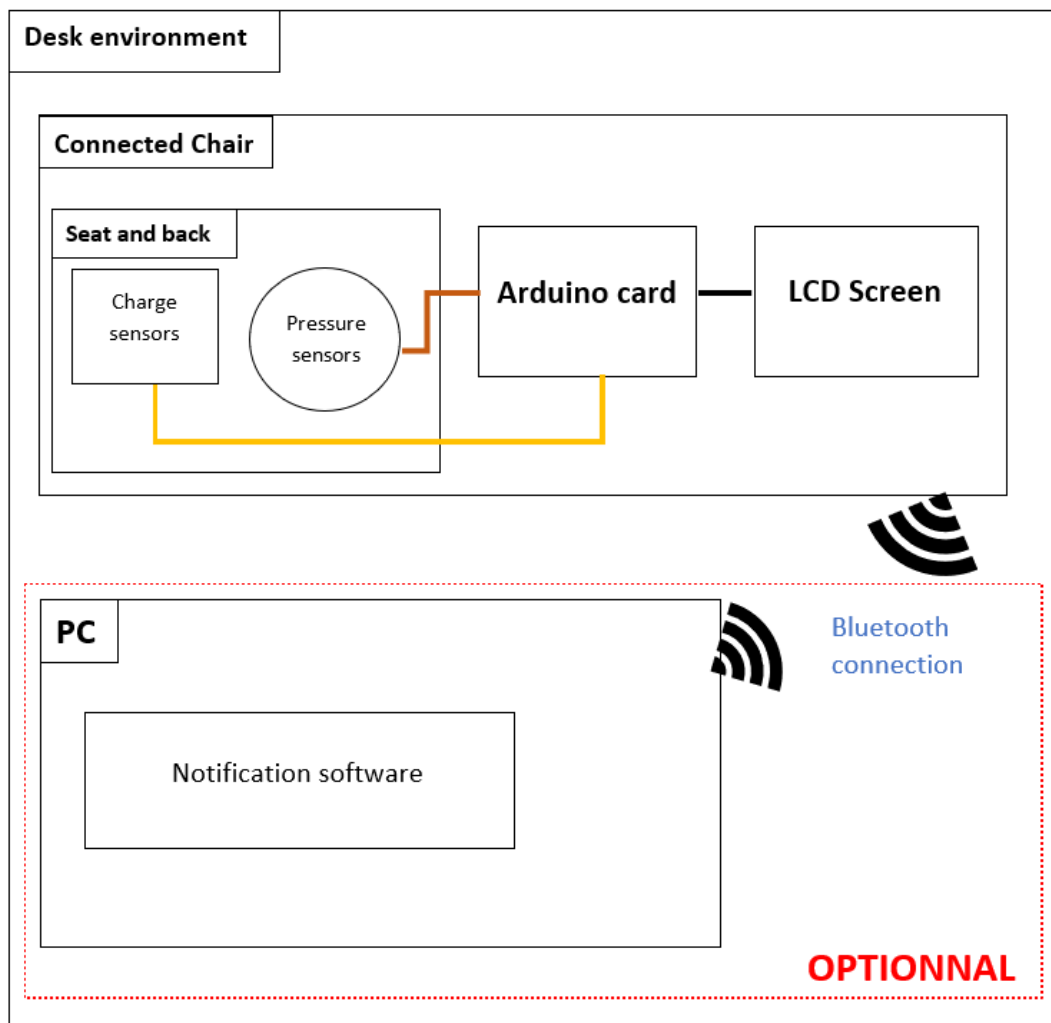 Desk environment
Connected Chair
Seat and back
Charge
sensors
Pressure
sensors
Arduino card
LCD Screen
PC
Bluetooth
connection
Notification software
OPTIONNAL